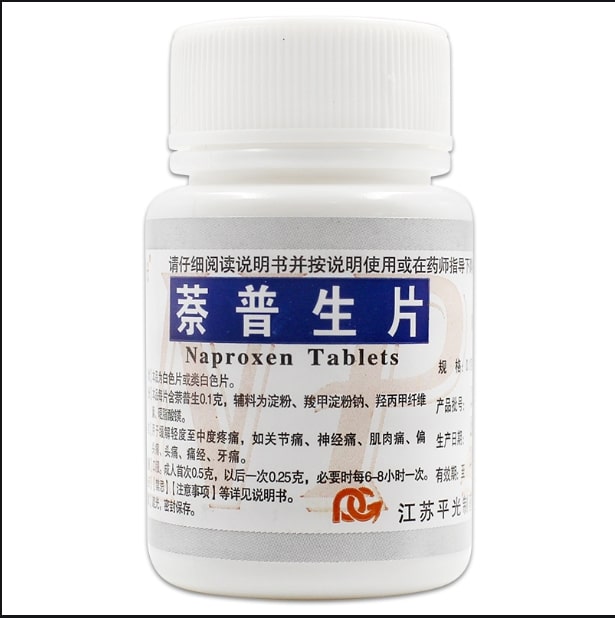 请仔细阅读说明书并按说明使用或在药师指导下
萘普生片
Naproxen Tablets
规 格:
品为白色片或类白色片。
品每片含萘普生0.1克,辅料为淀粉、羧甲淀粉钠、羟丙甲纤维
硬脂酸镁。
产品批号:
于缓解轻度至中度疼痛,如关节痛、神经痛、肌肉痛、偏
头痛、痛经、牙痛。
生产日期:
成人首次0.5克,以后一次0.25克,必要时每6-8小时一次。
有效期:至
【注意事项】等详见说明书。
密封保存。
江苏平光制